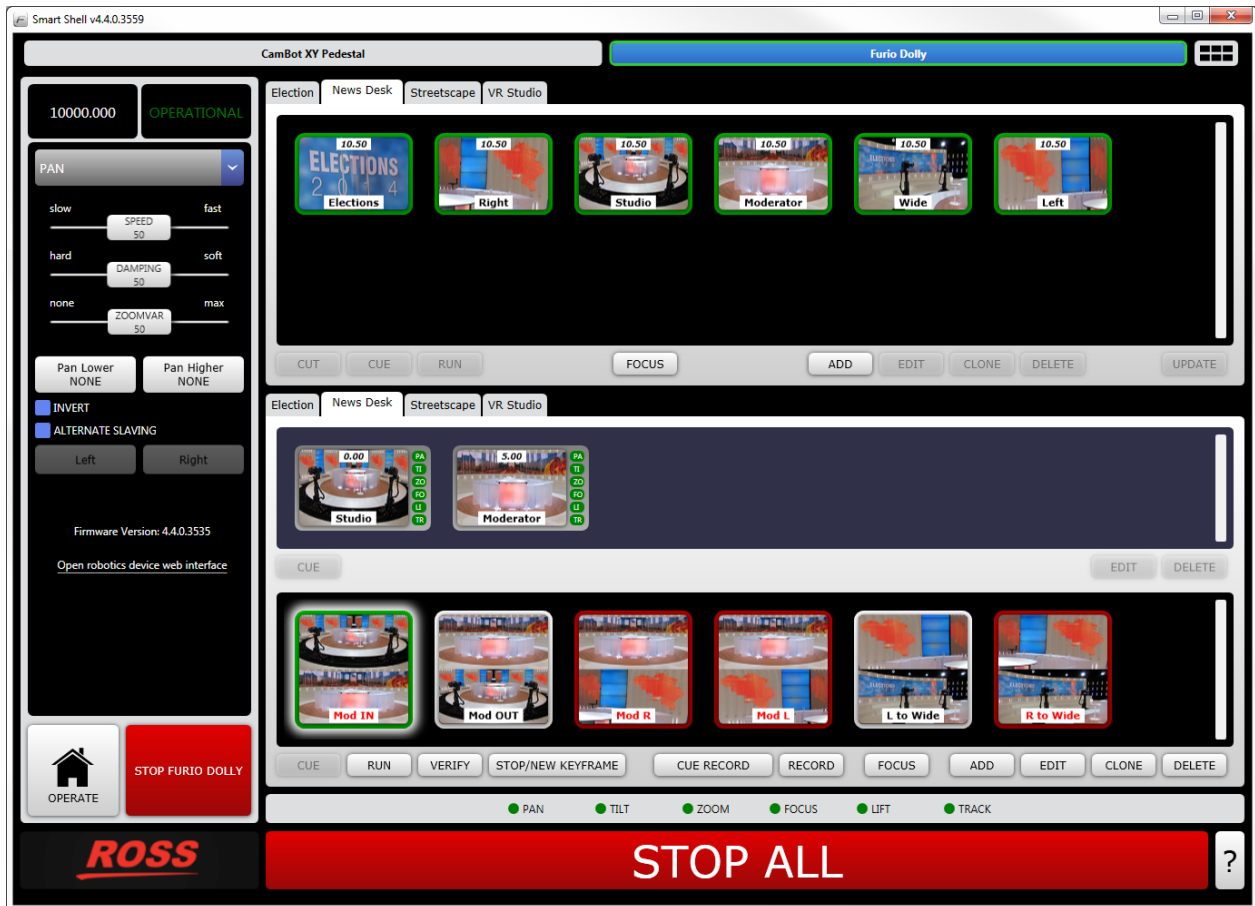 Smart Shell v4.4.0.3559
CamBot XY Pedestal
Furio Dolly
10000.000
OPERATIONAL
PAN
slow
fast
SPEED
50
hard
soft
DAMPING
50
none
max
ZOOMVAR
50
Pan Lower
NONE
Pan Higher
NONE
INVERT
ALTERNATE SLAVING
Left
Right
Firmware Version: 4.4.0.3535
Open robotics device web interface
OPERATE
STOP FURIO DOLLY
ROSS
Election
News Desk
Streetscape
VR Studio
10.50
ELECTIONS
2014
Elections
10.50
Right
10.50
Studio
10.50
Moderator
10.50
Wide
10.50
Left
CUT
CUE
RUN
FOCUS
ADD
EDIT
CLONE
DELETE
UPDATE
Election
News Desk
Streetscape
VR Studio
0.00
Studio
PA
TI
ZO
FO
LI
TR
5.00
Moderator
PA
TI
ZO
FO
LI
TR
CUE
EDIT
DELETE
Mod IN
Mod OUT
Mod R
Mod L
L to Wide
R to Wide
CUE
RUN
VERIFY
STOP/NEW KEYFRAME
CUE RECORD
RECORD
FOCUS
ADD
EDIT
CLONE
DELETE
PAN
TILT
ZOOM
FOCUS
LIFT
TRACK
STOP ALL
?